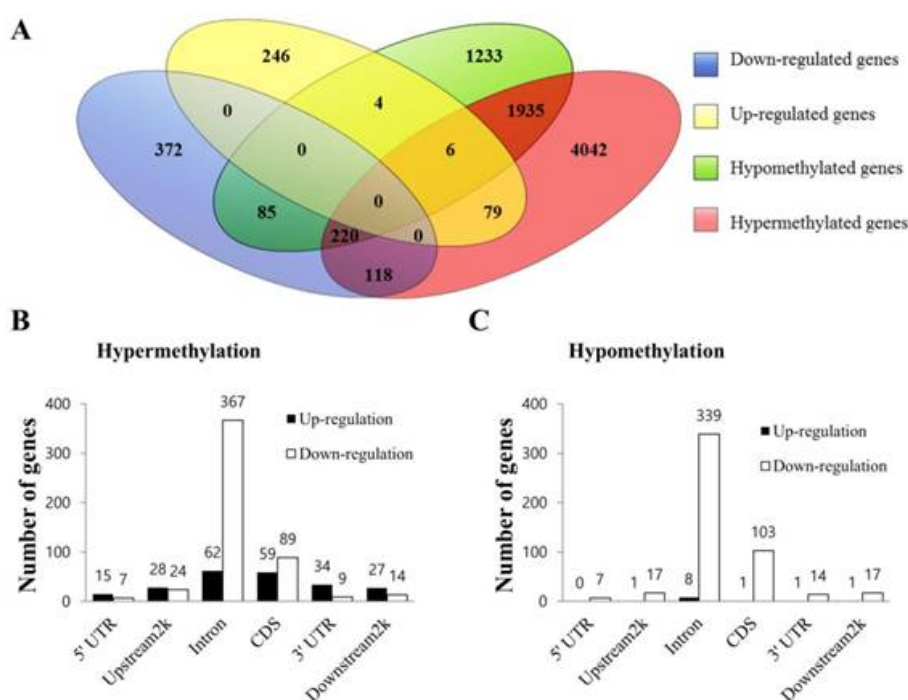 A
246
1233
Down-regulated genes
0
4
1935
Up-regulated genes
372
0
6
4042
Hypomethylated genes
85
0
79
220
0
Hypermethylated genes
118
B
Hypermethylation
C
Hypomethylation
Number of genes
400
300
200
100
0
367
Up-regulation
Down-regulation
15
7
28
24
62
59
89
34
9
27
14
5' UTR
Upstream2k
Intron
CDS
3' UTR
Downstream2k
Number of genes
400
300
200
100
0
339
Up-regulation
Down-regulation
0
7
1
17
8
1
103
1
14
1
17
5' UTR
Upstream2k
Intron
CDS
3' UTR
Downstream2k